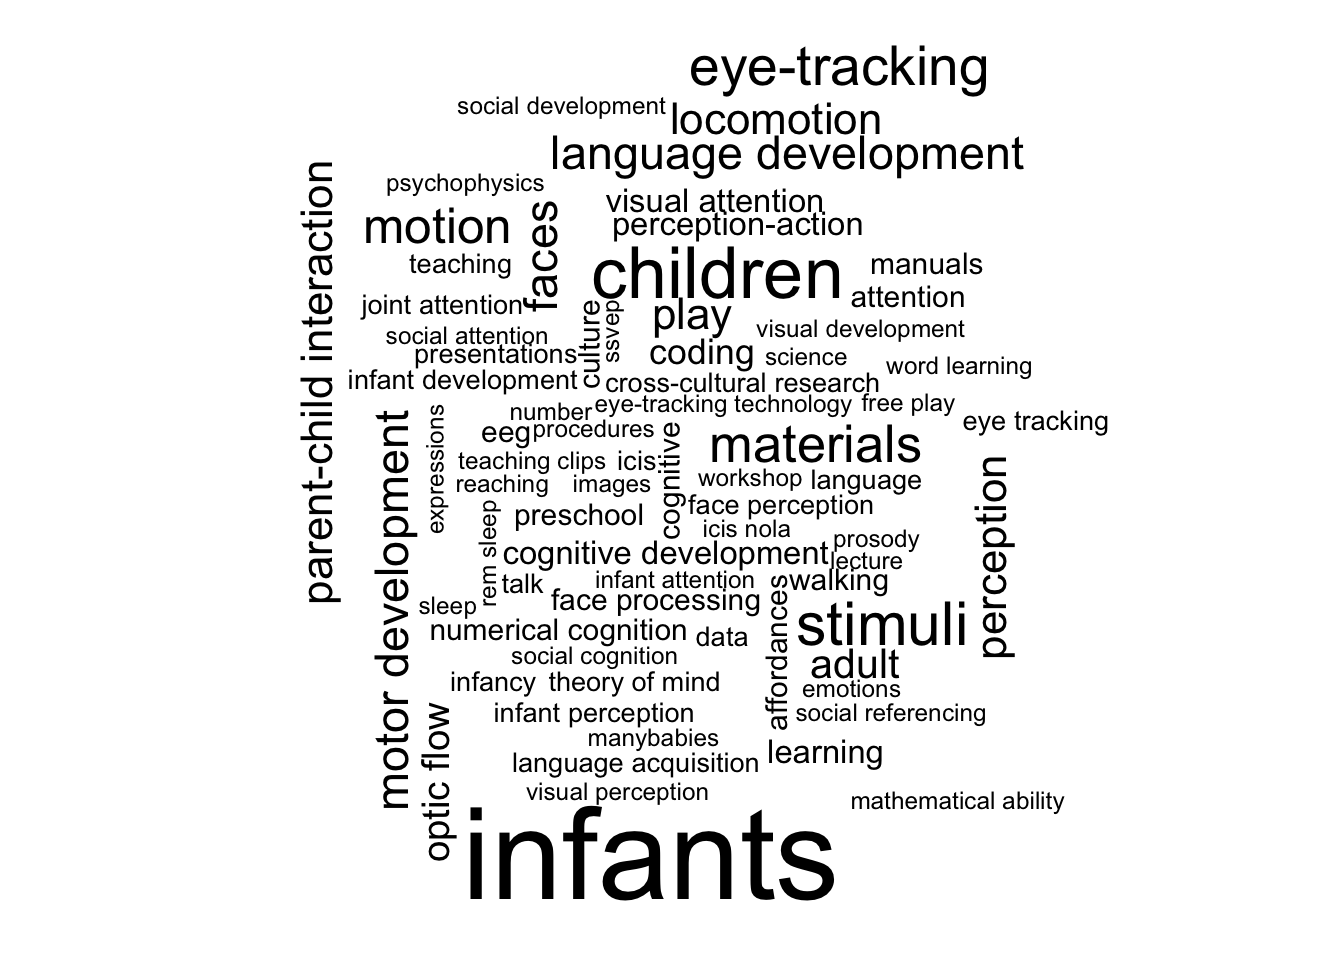 eye-tracking
social development
locomotion
language development
parent-child interaction
psychophysics
motion
faces
visual attention
perception-action
teaching
children
manuals
joint attention
culture
ssvep
play
attention
social attention
visual development
presentations
coding
science
word learning
infant development
cross-cultural research
motor development
expressions
number
eye-tracking technology
free play
eye tracking
eeg
procedures
cognitive
materials
teaching clips
icis
perception
reaching
images
workshop
language
rem sleep
preschool
face perception
icis nola
prosody
cognitive development
lecture
talk
infant attention
affordances
walking
sleep
face processing
stimuli
numerical cognition
data
social cognition
adult
infancy
theory of mind
emotions
optic flow
infant perception
social referencing
manybabies
language acquisition
learning
visual perception
mathematical ability
infants